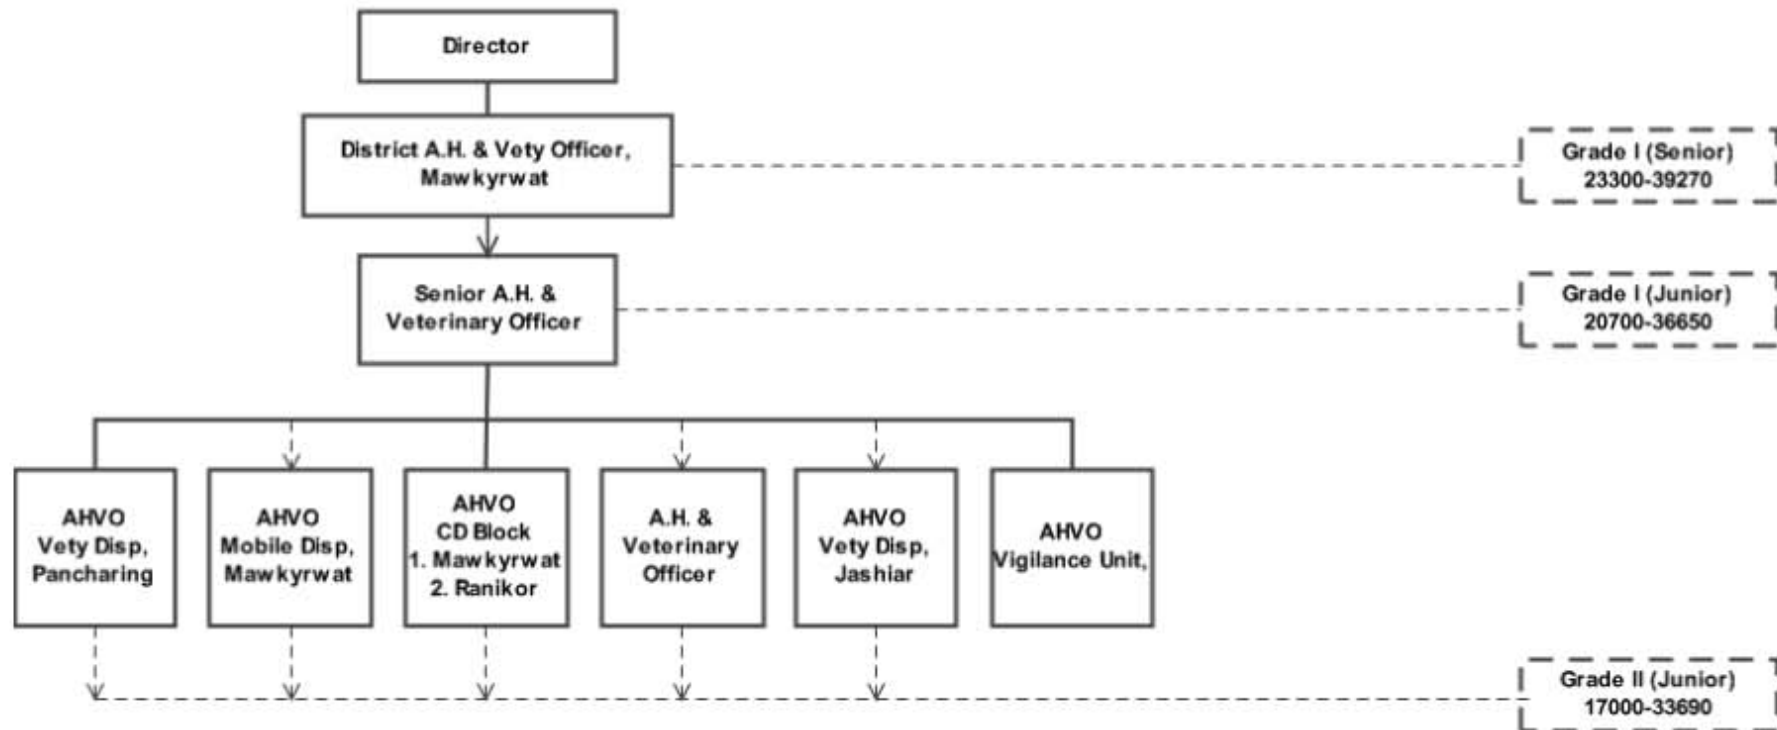 Director
District A.H. & Vety Officer,
Mawkyrwat
Grade I (Senior)
23300-39270
Senior A.H. &
Veterinary Officer
Grade I (Junior)
20700-36650
AHVO
Vety Disp,
Pancharing
AHVO
Mobile Disp,
Mawkyrwat
AHVO
CD Block
1. Mawkyrwat
2. Ranikor
A.H. &
Veterinary
Officer
AHVO
Vety Disp,
Jashiar
AHVO
Vigilance Unit,
Grade II (Junior)
17000-33690